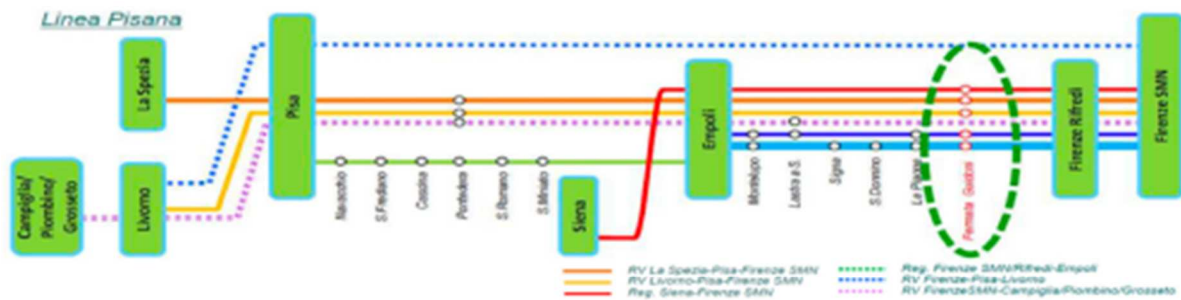 Linea Pisana
La Spezia
Pisa
Empoli
Firenze Rifredi
Firenze SMN
Campiglia/
Piombino/
Grosseto
Livorno
Siena
Navacchio
S.Frediano
Cascina
Pontedera
S.Romano
S.Miniato
Montelupo
Lastra a S.
Signa
S.Donnino
Le Piagge
Fermata Guidoni
RV La Spezia-Pisa-Firenze SMN
RV Livorno-Pisa-Firenze SMN
Reg. Siena-Firenze SMN
Reg. Firenze SMN/Rifredi-Empoli
RV Firenze-Pisa-Livorno
RV FirenzeSMN-Campiglia/Piombino/Grosseto